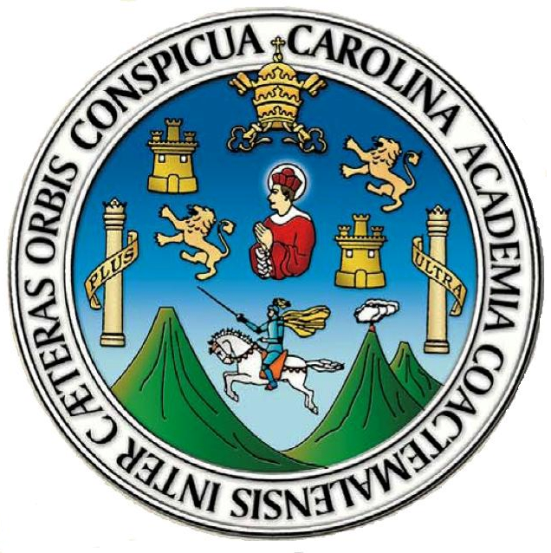 CAROLINA ACADEMIA COACTEMALENSIS INTER CÆTERAS ORBIS CONSPICUA
PLUS
ULTRA